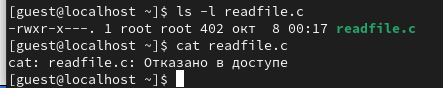 [guest@localhost ~]$ ls -l readfile.c
-rwxr-x---. 1 root root 402 окт  8 00:17 readfile.c
[guest@localhost ~]$ cat readfile.c
cat: readfile.c: Отказано в доступе
[guest@localhost ~]$